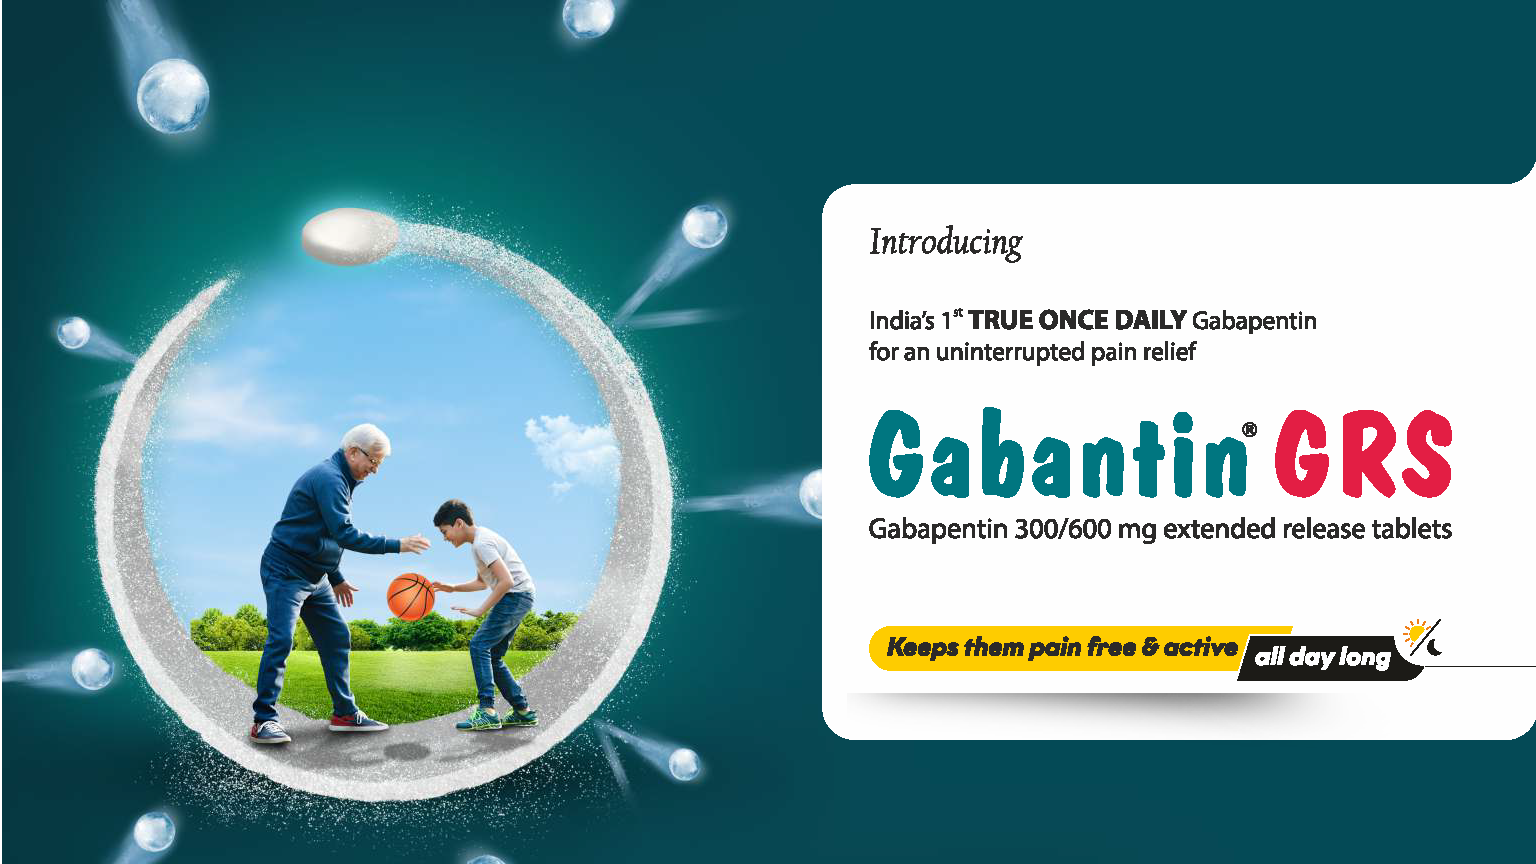 Introducing
India's 1st TRUE ONCE DAILY Gabapentin
for an uninterrupted pain relief
Gabantin® GRS
Gabapentin 300/600 mg extended release tablets
Keeps them pain free & active all day long